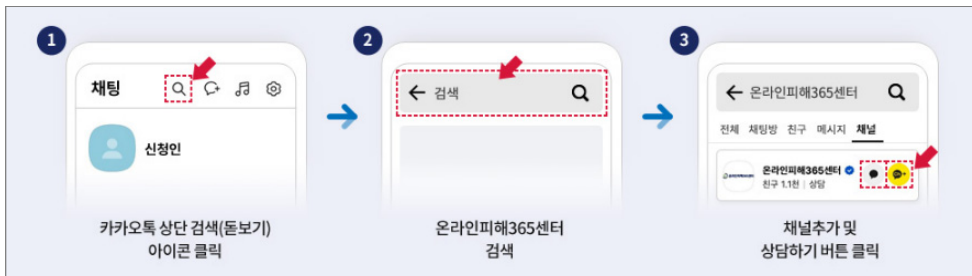 1
채팅
신청인
카카오톡 상단 검색(돋보기)
아이콘 클릭
2
검색
온라인피해365센터
검색
3
온라인피해365센터
전체 채팅방 친구 메시지 채널
온라인피해365센터
친구 1.1천 | 상담
채널추가 및
상담하기 버튼 클릭